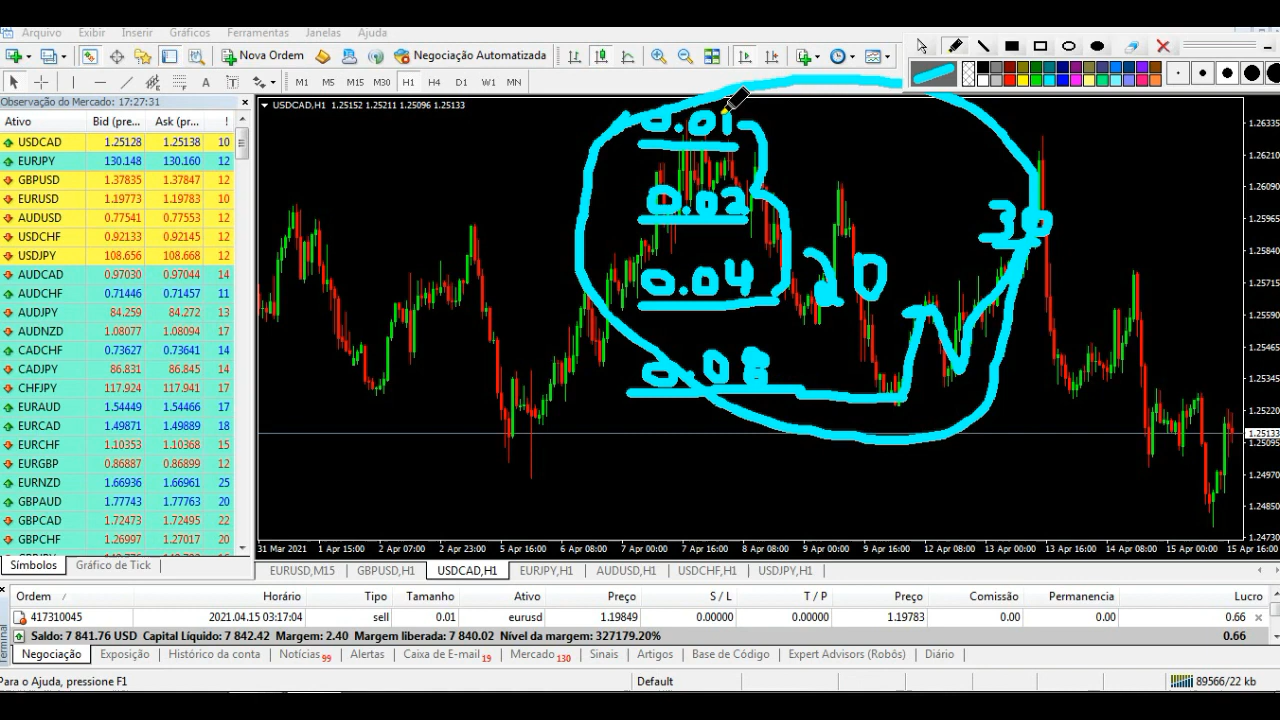 Arquivo Exibir Inserir Gráficos Ferramentas Janelas Ajuda
Nova Ordem Negociação Automatizada
M1 M5 M15 M30 H1 H4 D1 W1 MN
Observação do Mercado: 17:27:31
Ativo Bid (pre... Ask (pr... !
USDCAD 1.25128 1.25138 10
EURJPY 130.148 130.160 12
GBPUSD 1.37835 1.37847 12
EURUSD 1.19773 1.19783 10
AUDUSD 0.77541 0.77553 12
USDCHF 0.92133 0.92145 12
USDJPY 108.656 108.668 12
AUDCAD 0.97030 0.97044 14
AUDCHF 0.71446 0.71457 11
AUDJPY 84.259 84.272 13
AUDNZD 1.08077 1.08094 17
CADCHF 0.73627 0.73641 14
CADJPY 86.831 86.845 14
CHFJPY 117.924 117.941 17
EURAUD 1.54449 1.54466 17
EURCAD 1.49871 1.49889 18
EURCHF 1.10353 1.10368 15
EURGBP 0.86887 0.86899 12
EURNZD 1.66936 1.66961 25
GBPAUD 1.77743 1.77763 20
GBPCAD 1.72473 1.72495 22
GBPCHF 1.26997 1.27017 20
Símbolos Gráfico de Tick
USDCAD,H1 1.25152 1.25211 1.25096 1.25133
0.01
0.02
0.04
0.08
20
30
1.26335
1.26210
1.26090
1.25965
1.25840
1.25715
1.25590
1.25465
1.25345
1.25220
1.25133
1.25095
1.24970
1.24850
1.24730
31 Mar 2021 1 Apr 15:00 2 Apr 07:00 2 Apr 23:00 5 Apr 16:00 6 Apr 08:00 7 Apr 00:00 7 Apr 16:00 8 Apr 08:00 9 Apr 00:00 9 Apr 16:00 12 Apr 08:00 13 Apr 00:00 13 Apr 16:00 14 Apr 08:00 15 Apr 00:00 15 Apr 16:00
EURUSD,M15 GBPUSD,H1 USDCAD,H1 EURJPY,H1 AUDUSD,H1 USDCHF,H1 USDJPY,H1
Ordem Horário Tipo Tamanho Ativo Preço S / L T / P Preço Comissão Permanencia Lucro
417310045 2021.04.15 03:17:04 sell 0.01 eurusd 1.19849 0.00000 0.00000 1.19783 0.00 0.00 0.66
Saldo: 7 841.76 USD Capital Líquido: 7 842.42 Margem: 2.40 Margem liberada: 7 840.02 Nível da margem: 327179.20% 0.66
Terminal
Negociação Exposição Histórico da conta Notícias 99 Alertas Caixa de E-mail 19 Mercado 130 Sinais Artigos Base de Código Expert Advisors (Robôs) Diário
Para o Ajuda, pressione F1 Default 89566/22 kb